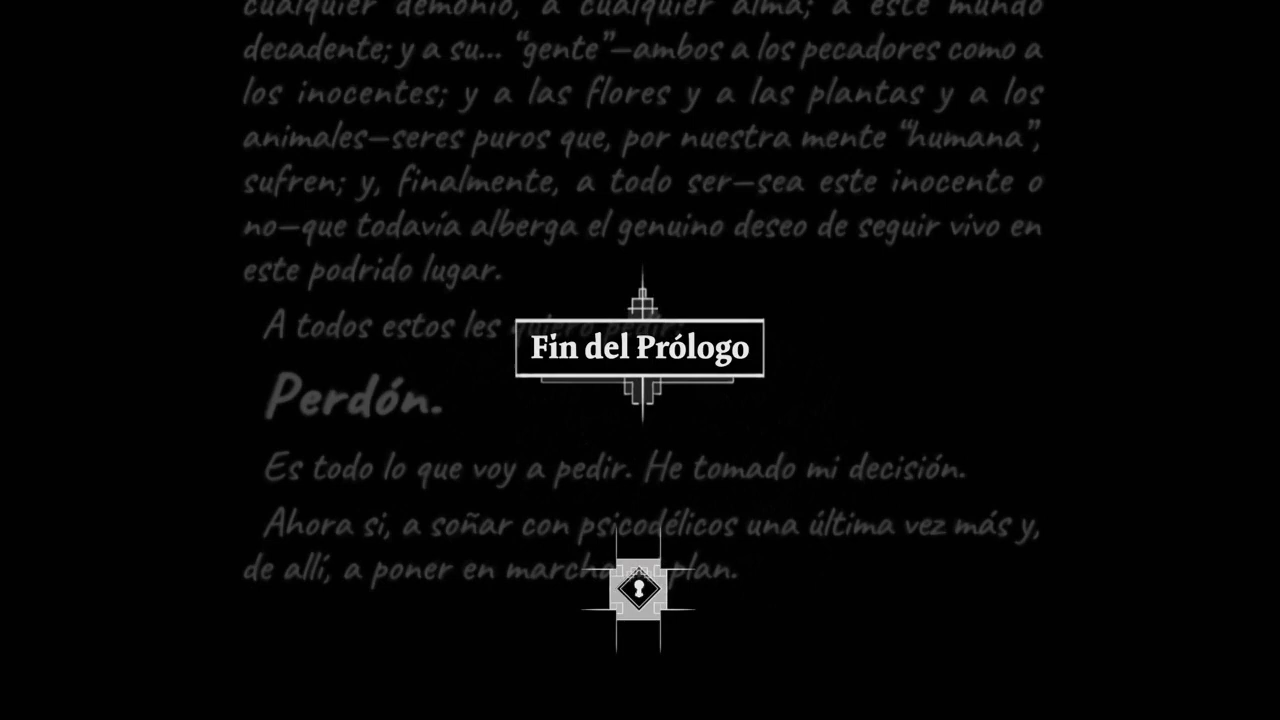 cualquier demonio, a cualquier alma; a este mundo
decadente; y a su... “gente”—ambos a los pecadores como a
los inocentes; y a las flores y a las plantas y a los
animales—seres puros que, por nuestra mente “humana”,
sufren; y, finalmente, a todo ser—sea este inocente o
no—que todavía alberga el genuino deseo de seguir vivo en
este podrido lugar.
A todos estos les quiero pedir:
Fin del Prólogo
Perdón.
Es todo lo que voy a pedir. He tomado mi decisión.
Ahora si, a soñar con psicodélicos una última vez más y,
de allí, a poner en marcha plan.